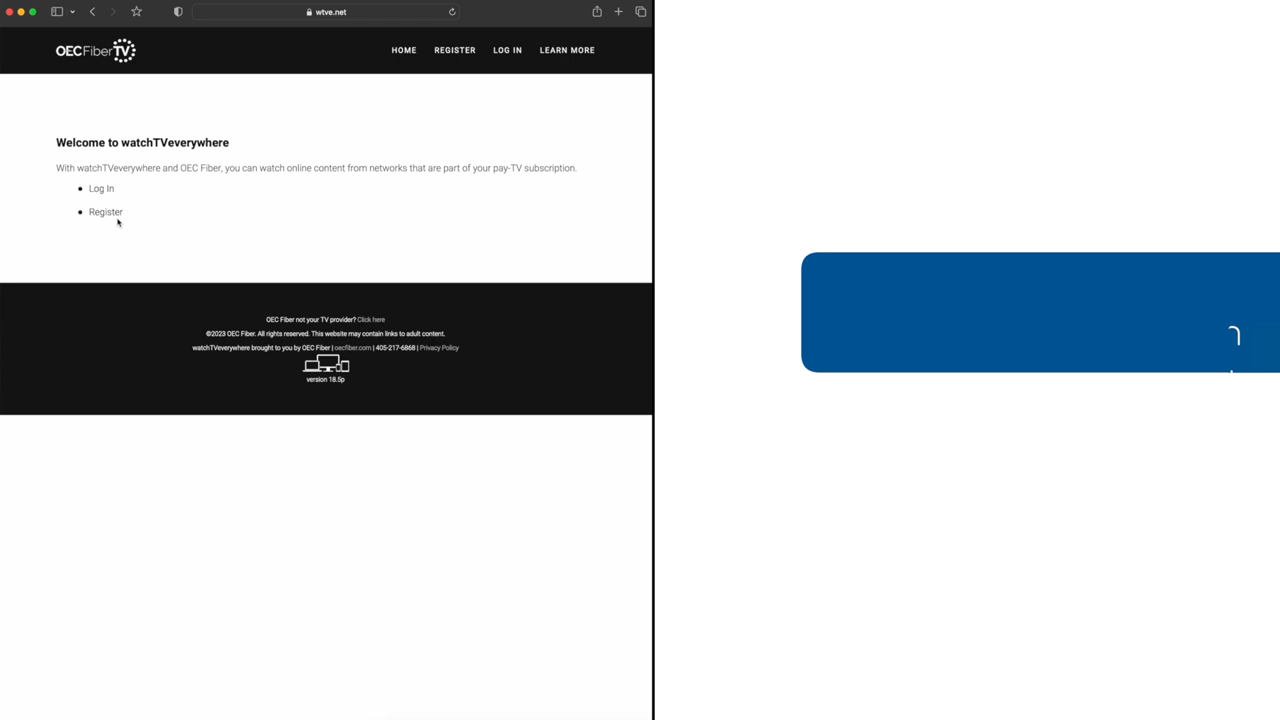 wtve.net
OECFiberTV
HOME REGISTER LOG IN LEARN MORE
Welcome to watchTVeverywhere
With watchTVeverywhere and OEC Fiber, you can watch online content from networks that are part of your pay-TV subscription.
Log In
Register
OEC Fiber not your TV provider? Click here
©2023 OEC Fiber. All rights reserved. This website may contain links to adult content.
watchTVeverywhere brought to you by OEC Fiber | oecfiber.com | 405-217-6868 | Privacy Policy
version 18.5p